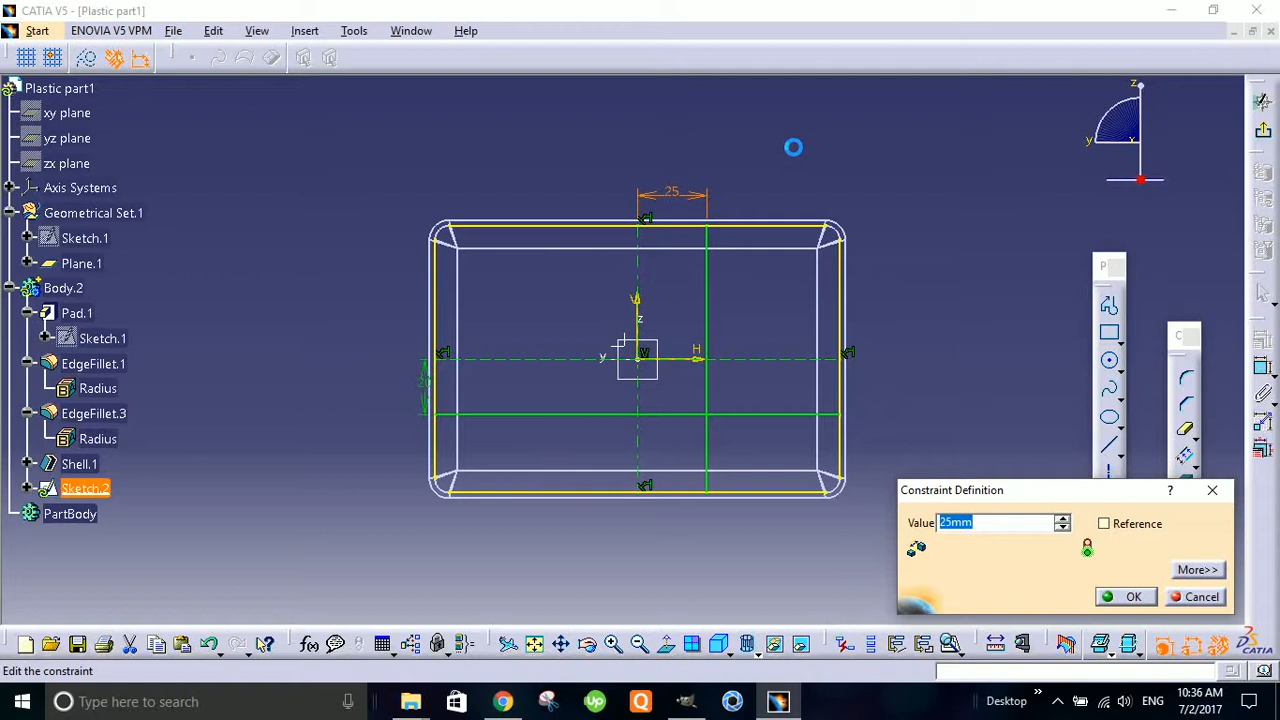 CATIA V5 - [Plastic part1]
Start
ENOVIA V5 VPM
File
Edit
View
Insert
Tools
Window
Help
Plastic part1
xy plane
yz plane
zx plane
Axis Systems
Geometrical Set.1
Sketch.1
Plane.1
Body.2
Pad.1
Sketch.1
EdgeFillet.1
Radius
EdgeFillet.3
Radius
Shell.1
Sketch.2
PartBody
z
y
x
25
V
z
y
V
H
20
P
C
Constraint Definition
?
Value
25mm
Reference
More>>
OK
Cancel
f(x)
CATIA
Edit the constraint
Type here to search
Desktop
ENG
10:36 AM
7/2/2017